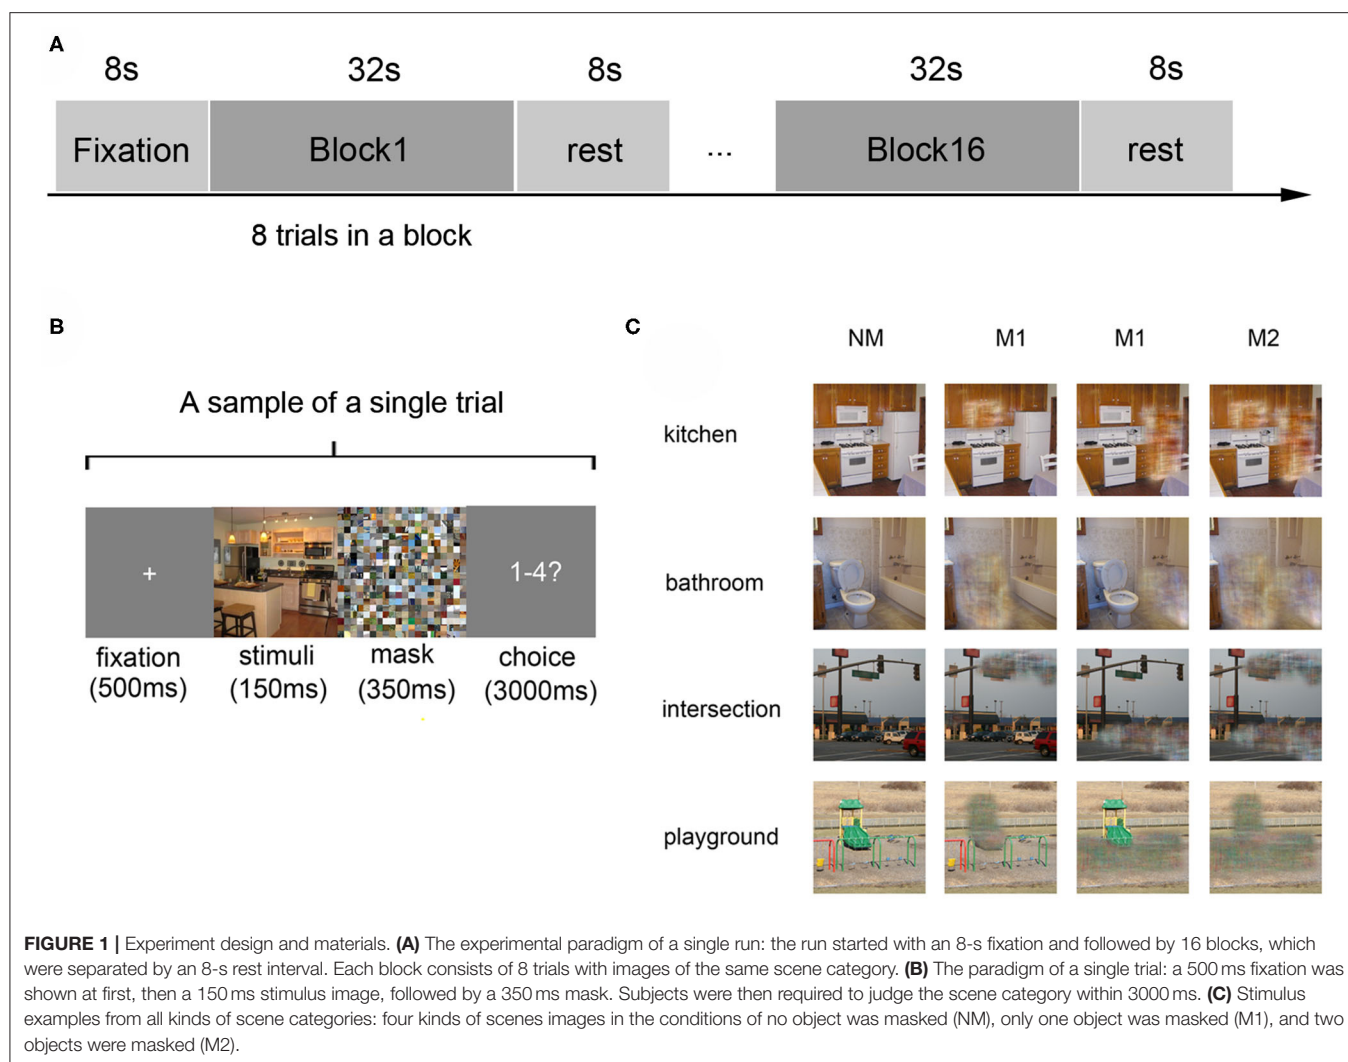 A
8s 32s 8s 32s 8s
Fixation Block1 rest ... Block16 rest
8 trials in a block
B
A sample of a single trial
+ 1-4?
fixation stimuli mask choice
(500ms) (150ms) (350ms) (3000ms)
C
NM M1 M1 M2
kitchen
bathroom
intersection
playground
FIGURE 1 | Experiment design and materials. (A) The experimental paradigm of a single run: the run started with an 8-s fixation and followed by 16 blocks, which
were separated by an 8-s rest interval. Each block consists of 8 trials with images of the same scene category. (B) The paradigm of a single trial: a 500 ms fixation was
shown at first, then a 150 ms stimulus image, followed by a 350 ms mask. Subjects were then required to judge the scene category within 3000 ms. (C) Stimulus
examples from all kinds of scene categories: four kinds of scenes images in the conditions of no object was masked (NM), only one object was masked (M1), and two
objects were masked (M2).